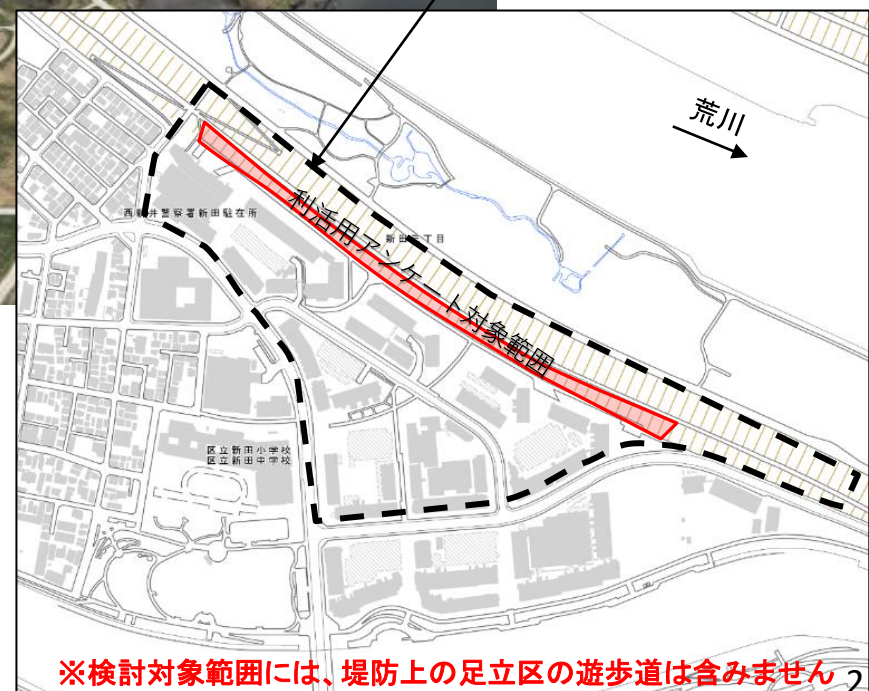 荒川
西新井警察署新田駐在所
新田三丁目
利活用アンケート対象範囲
区立新田小学校
区立新田中学校
※検討対象範囲には、堤防上の足立区の遊歩道は含みません
2